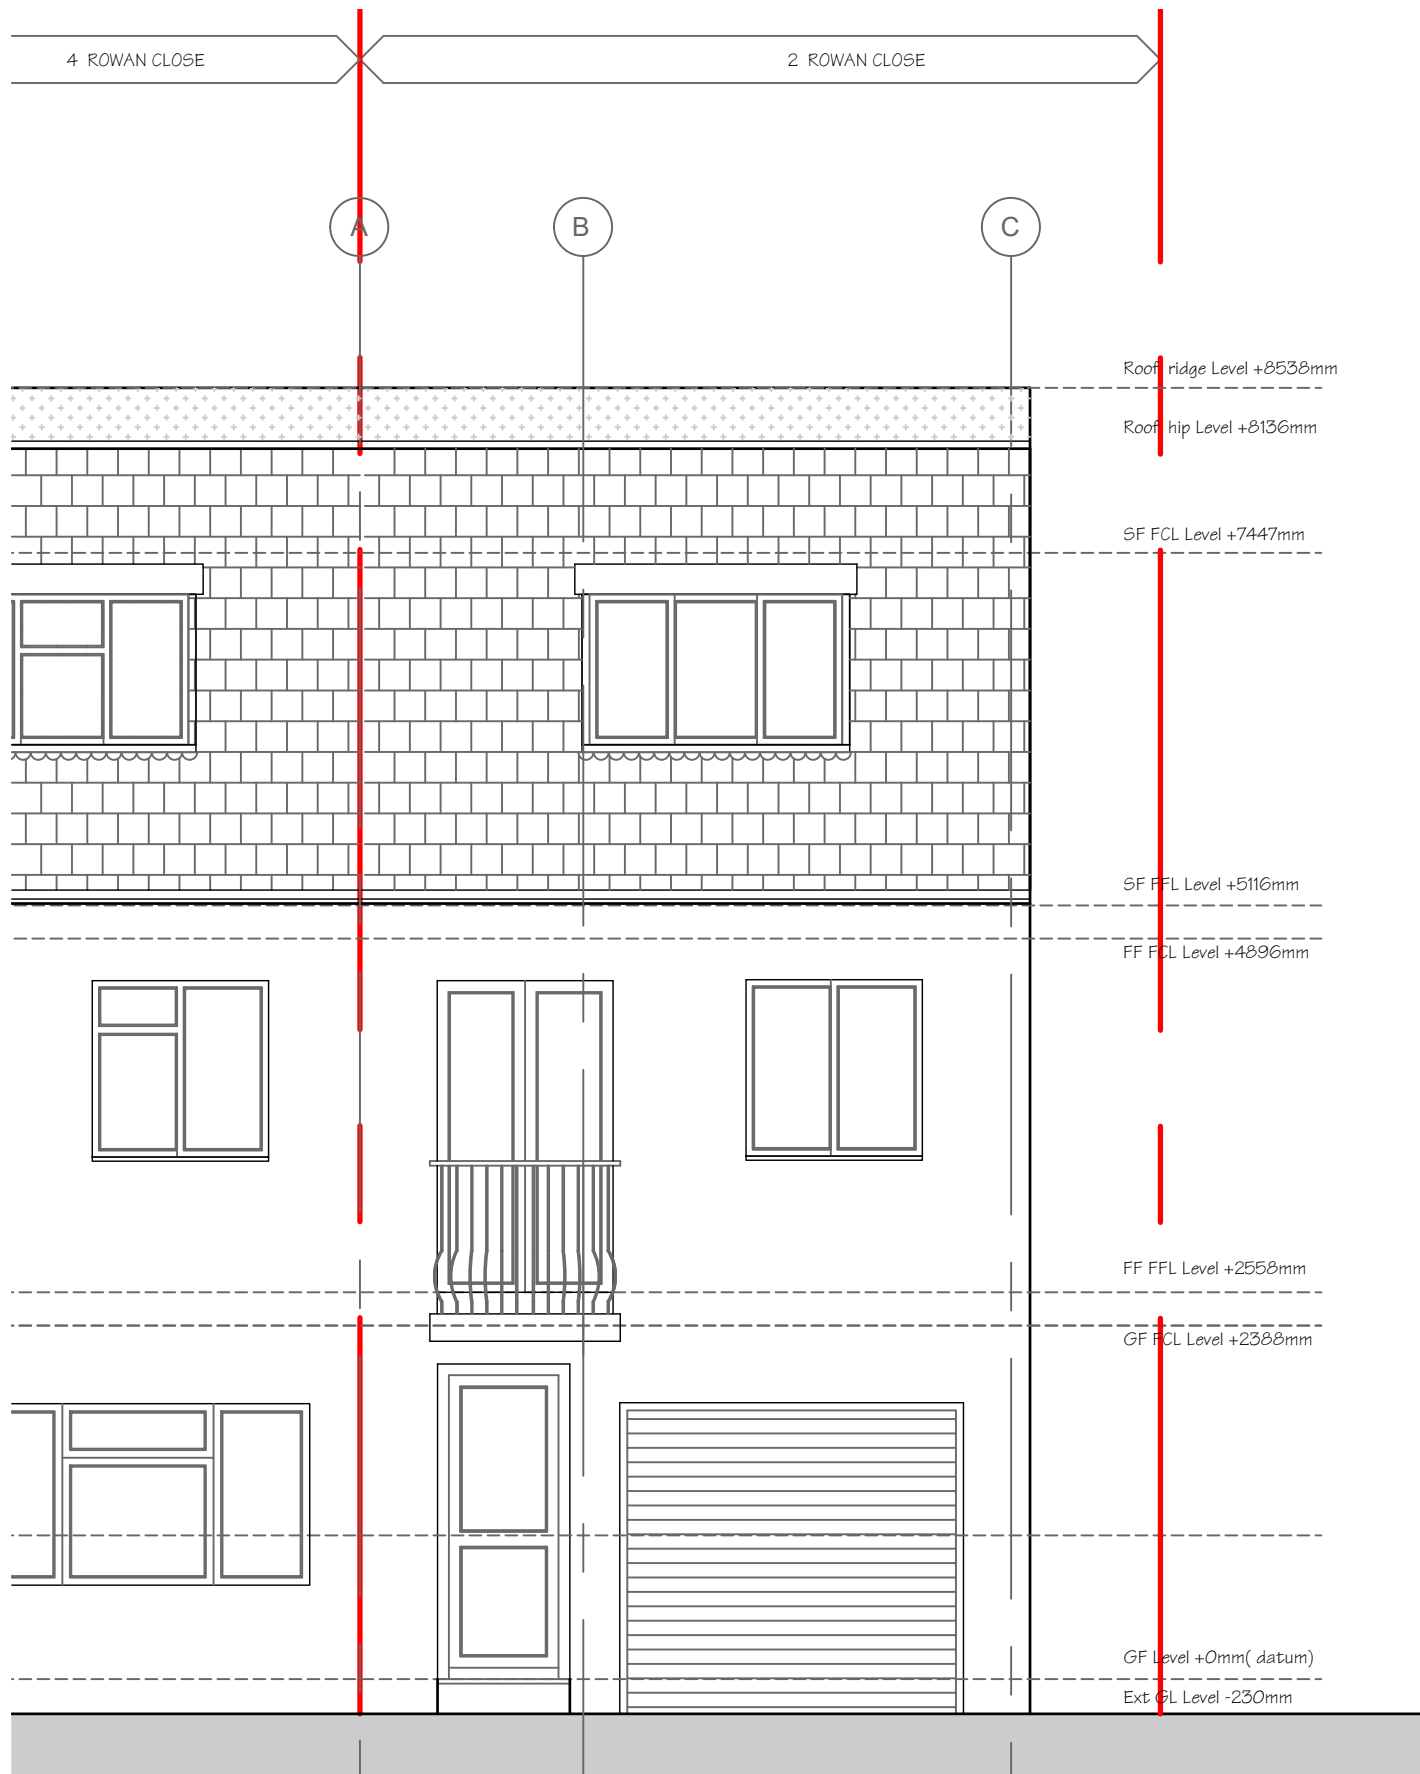 4 ROWAN CLOSE
2 ROWAN CLOSE
A
B
C
Roof ridge Level +8538mm
Roof hip Level +8136mm
SF FCL Level +7447mm
SF FFL Level +5116mm
FF FCL Level +4896mm
FF FFL Level +2558mm
GF FCL Level +2388mm
GF Level +0mm( datum)
Ext GL Level -230mm